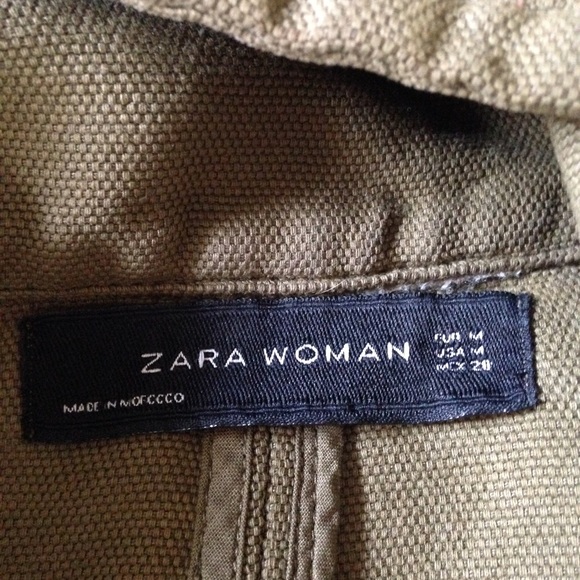 ZARA WOMAN
EUR M
USA M
MEX 28
MADE IN MOROCCO